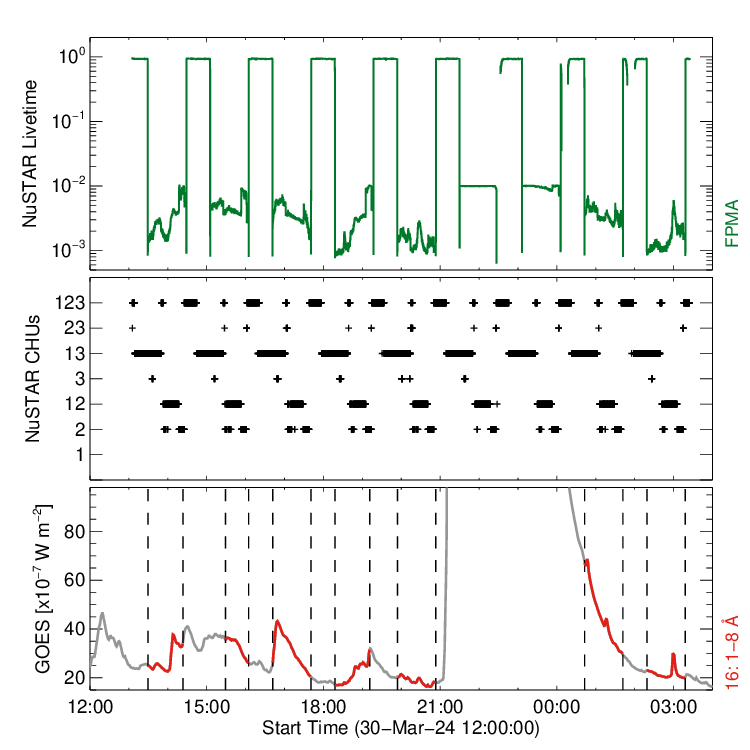 NuSTAR Livetime
10⁰
10⁻¹
10⁻²
10⁻³
FPMA
NuSTAR CHUs
123
23
13
3
12
2
1
GOES [x10⁻⁷ W m⁻²]
80
60
40
20
16: 1−8 Å
12:00 15:00 18:00 21:00 00:00 03:00
Start Time (30−Mar−24 12:00:00)